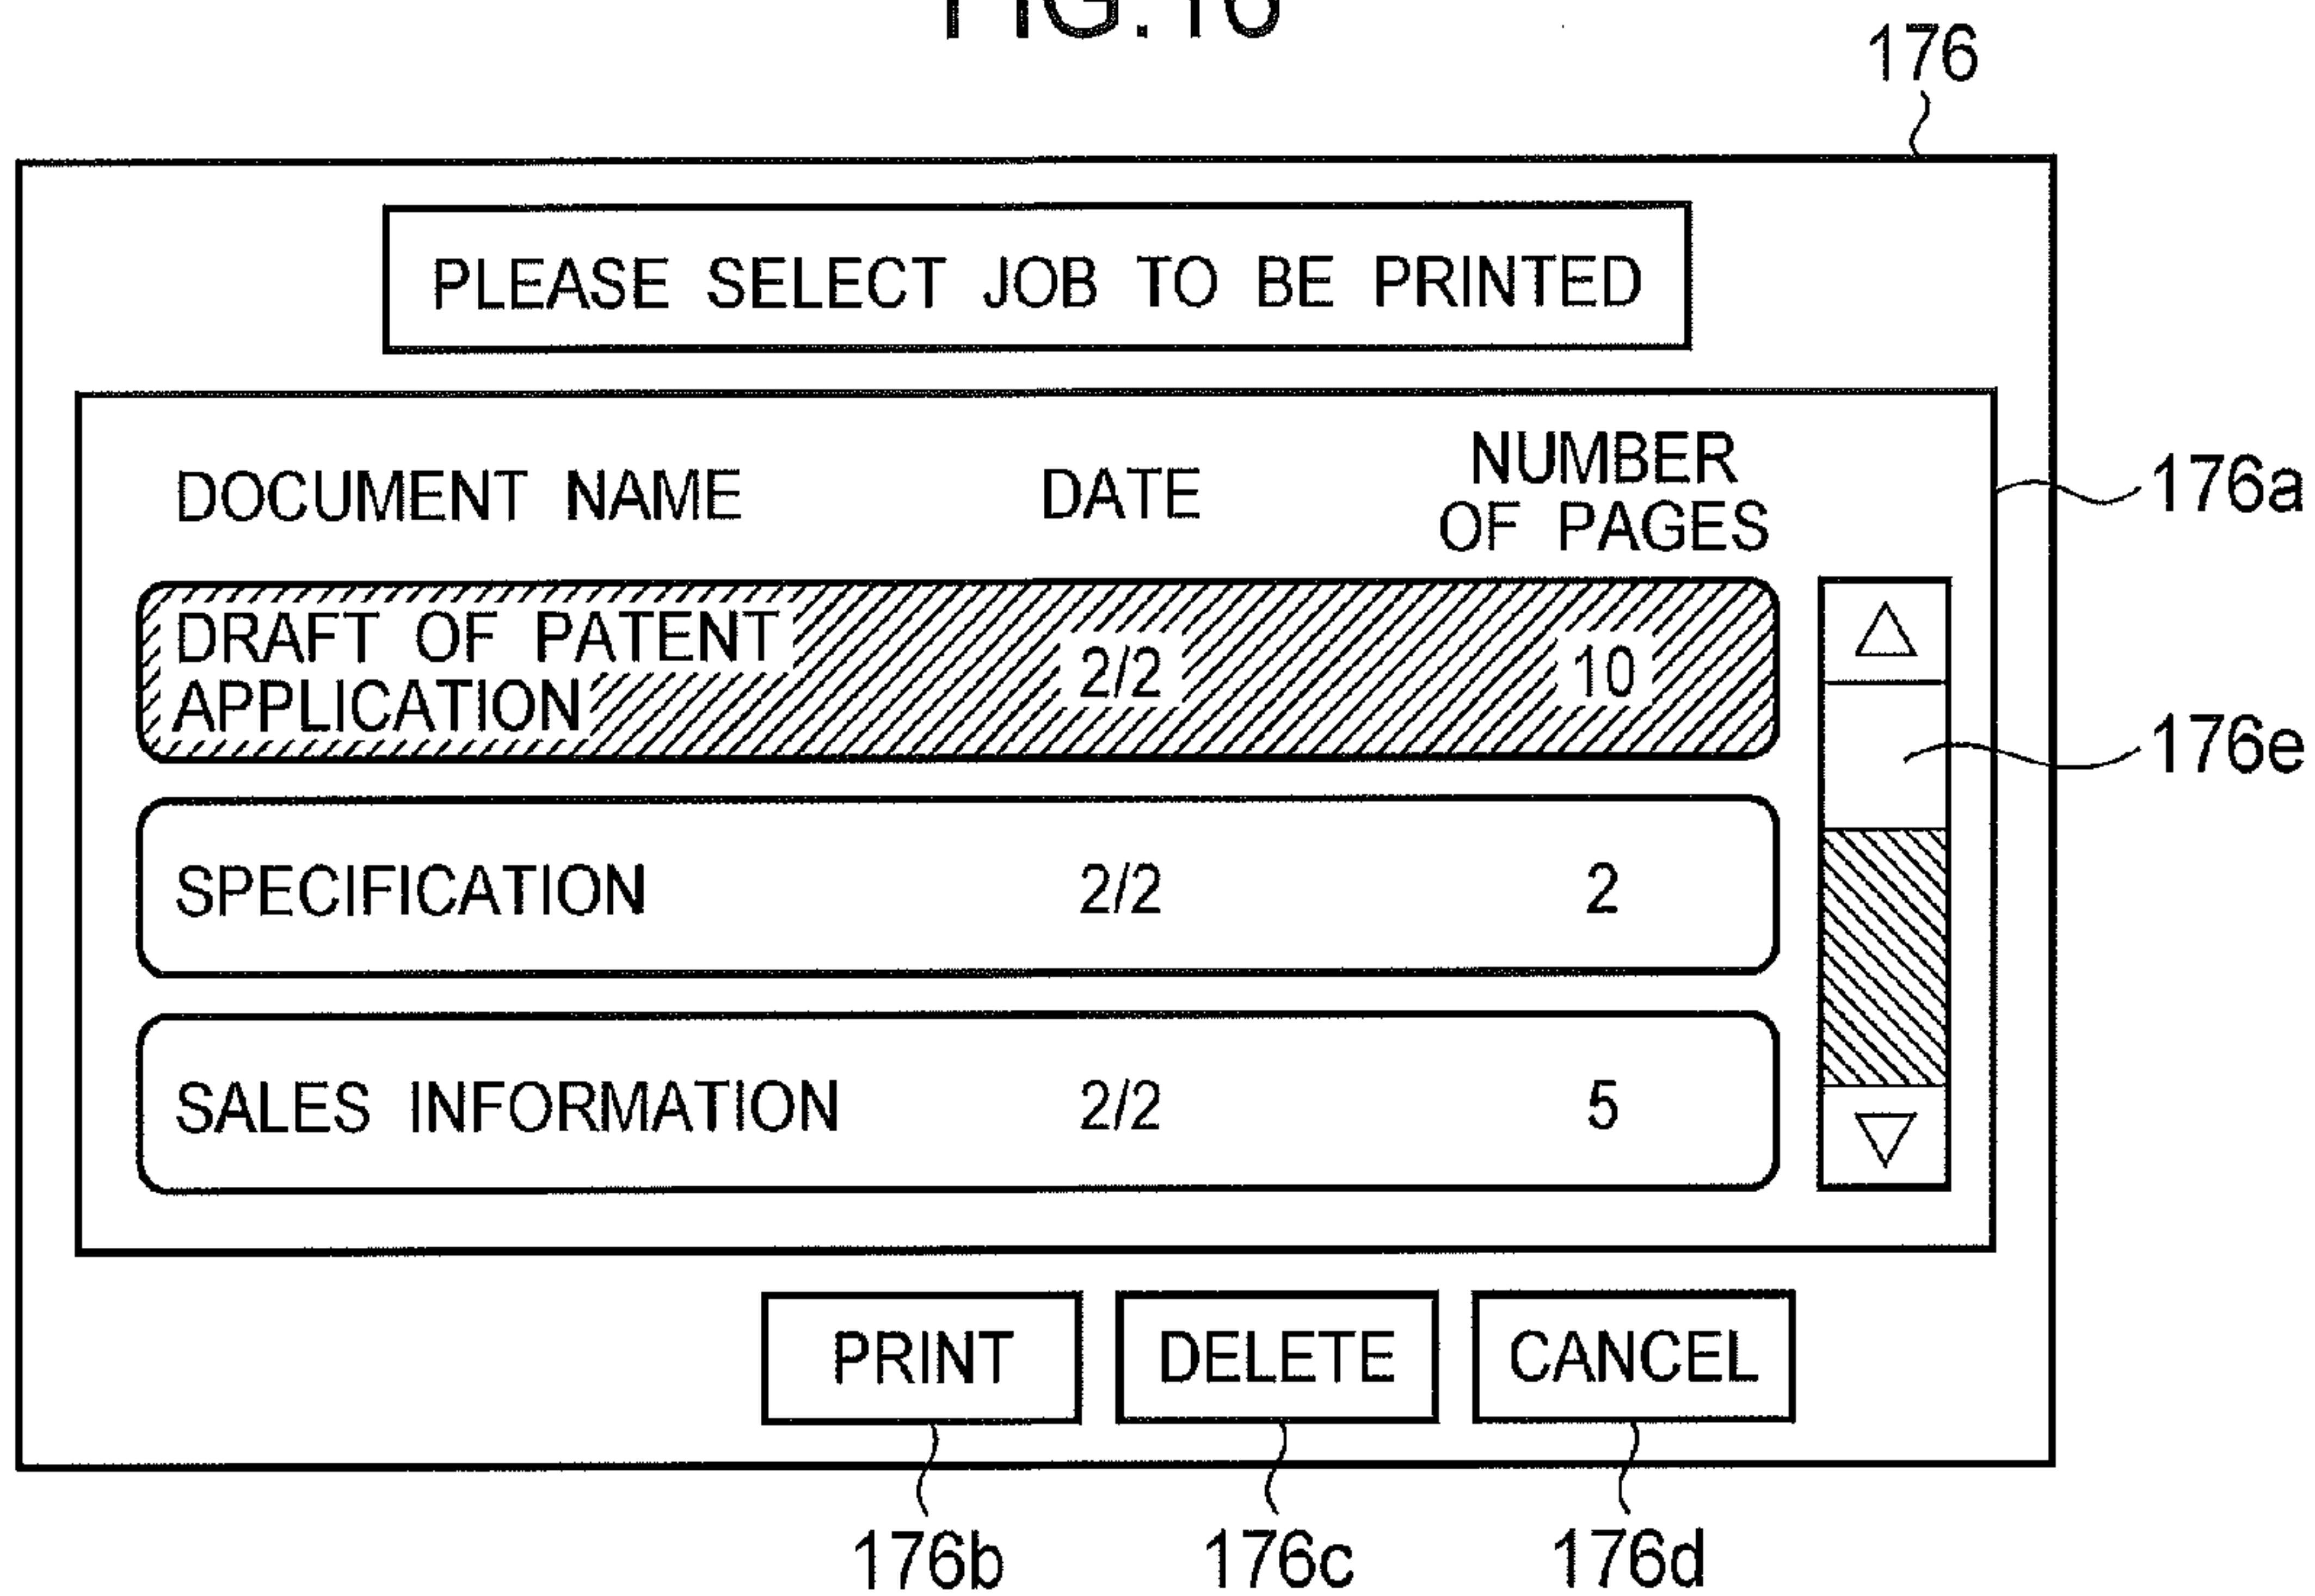 176
PLEASE SELECT JOB TO BE PRINTED
DOCUMENT NAME DATE NUMBER OF PAGES
176a
DRAFT OF PATENT
APPLICATION 2/2 10
176e
SPECIFICATION 2/2 2
SALES INFORMATION 2/2 5
PRINT DELETE CANCEL
176b 176c 176d